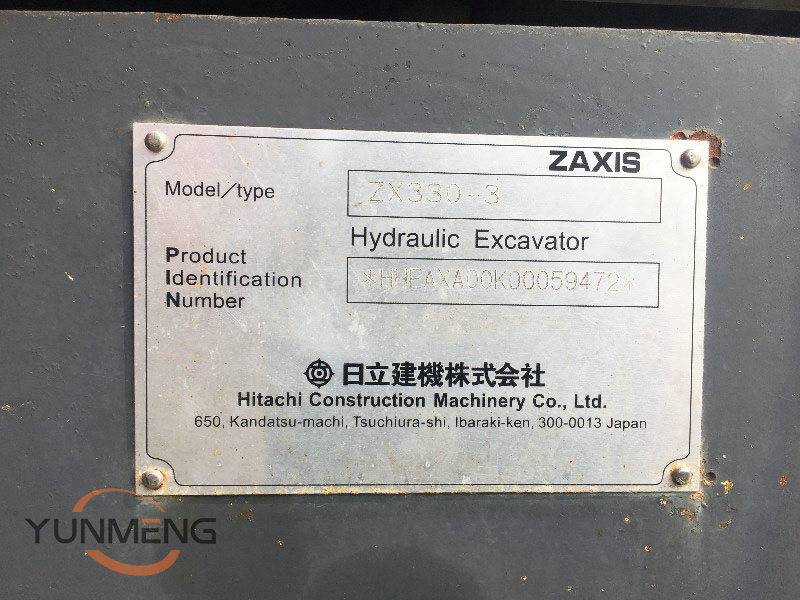 ZAXIS
Model/type ZX330-3
Hydraulic Excavator
Product
Identification *HHEAXA00K00059472*
Number
日立建機株式会社
Hitachi Construction Machinery Co., Ltd.
650, Kandatsu-machi, Tsuchiura-shi, Ibaraki-ken, 300-0013 Japan
YUNMENG